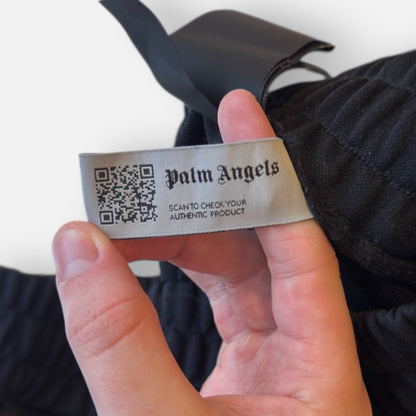 Palm Angels
SCAN TO CHECK YOUR
AUTHENTIC PRODUCT